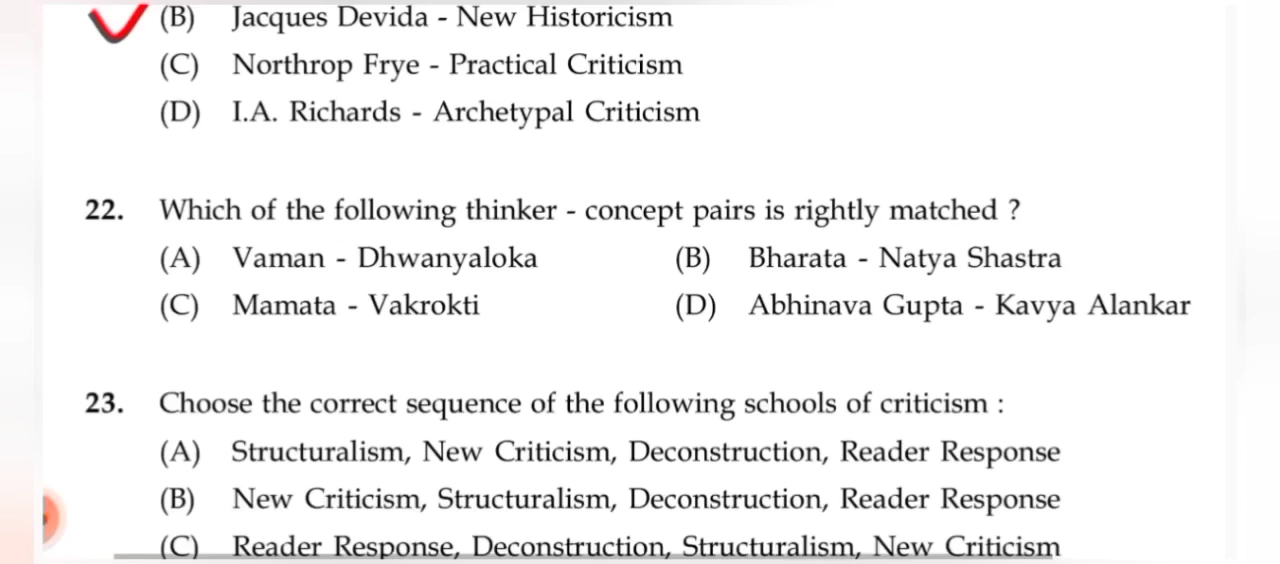 (B) Jacques Devida - New Historicism
(C) Northrop Frye - Practical Criticism
(D) I.A. Richards - Archetypal Criticism
22. Which of the following thinker - concept pairs is rightly matched ?
(A) Vaman - Dhwanyaloka (B) Bharata - Natya Shastra
(C) Mamata - Vakrokti (D) Abhinava Gupta - Kavya Alankar
23. Choose the correct sequence of the following schools of criticism :
(A) Structuralism, New Criticism, Deconstruction, Reader Response
(B) New Criticism, Structuralism, Deconstruction, Reader Response
(C) Reader Response, Deconstruction, Structuralism, New Criticism